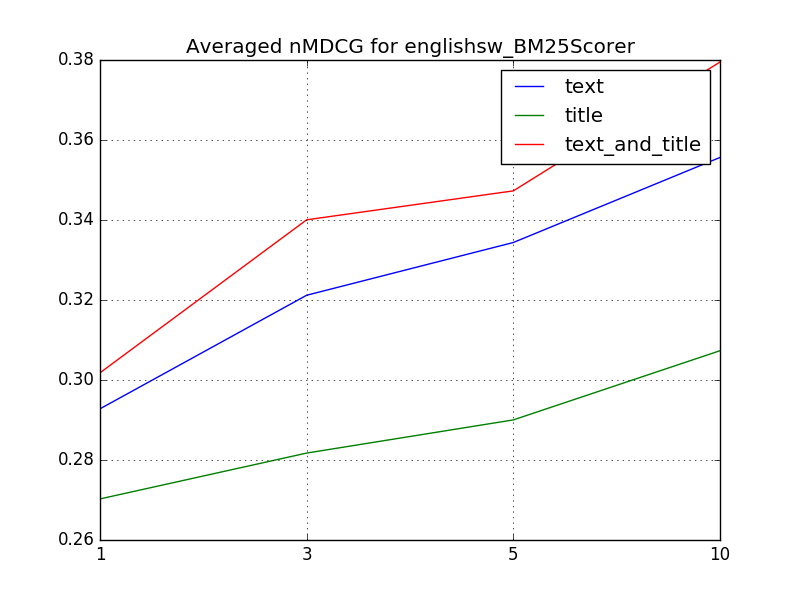 Averaged nMDCG for englishsw_BM25Scorer
0.38
0.36
0.34
0.32
0.30
0.28
0.26
1
3
5
10
text
title
text_and_title